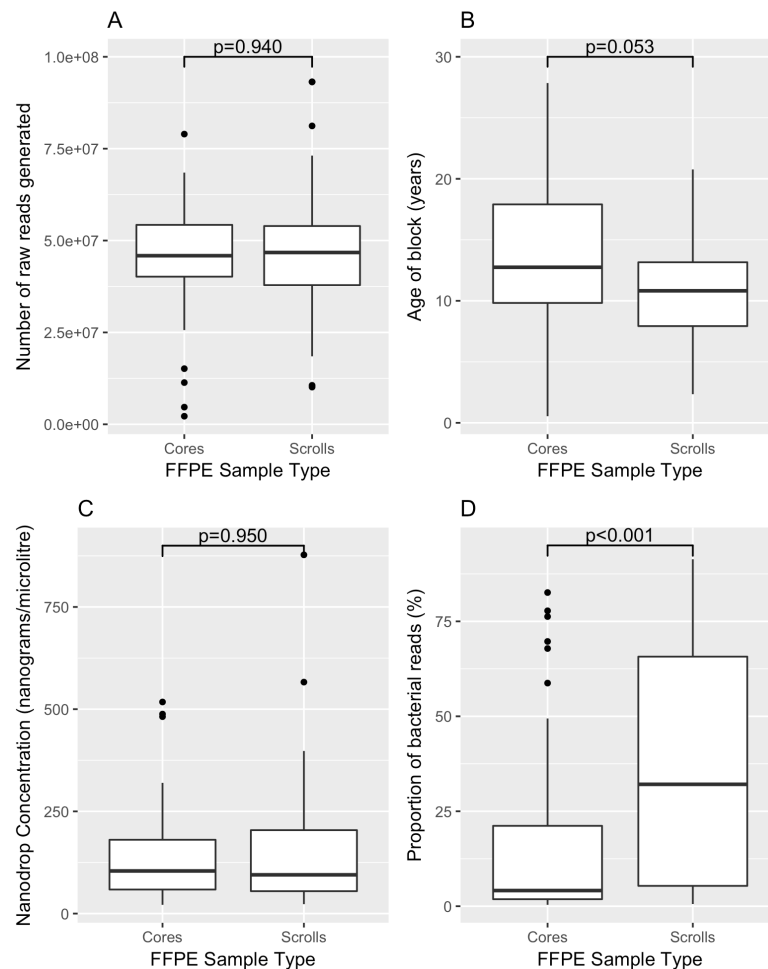 A
p=0.940
1.0e+08
7.5e+07
5.0e+07
2.5e+07
0.0e+00
Number of raw reads generated
Cores
Scrolls
FFPE Sample Type
B
p=0.053
30
20
10
0
Age of block (years)
Cores
Scrolls
FFPE Sample Type
C
p=0.950
750
500
250
0
Nanodrop Concentration (nanograms/microlitre)
Cores
Scrolls
FFPE Sample Type
D
p<0.001
75
50
25
0
Proportion of bacterial reads (%)
Cores
Scrolls
FFPE Sample Type